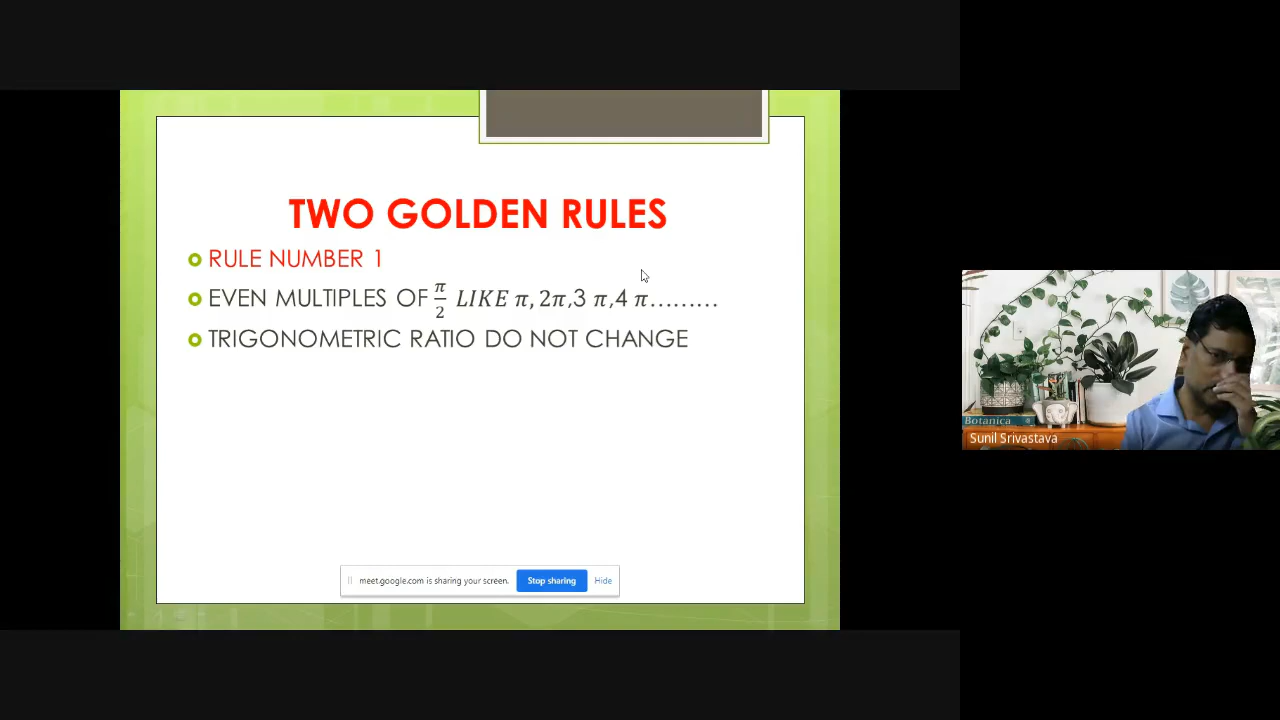 TWO GOLDEN RULES
RULE NUMBER 1
EVEN MULTIPLES OF π/2 LIKE π, 2π,3 π,4 π.........
TRIGONOMETRIC RATIO DO NOT CHANGE
meet.google.com is sharing your screen. Stop sharing Hide
Botanica
Sunil Srivastava